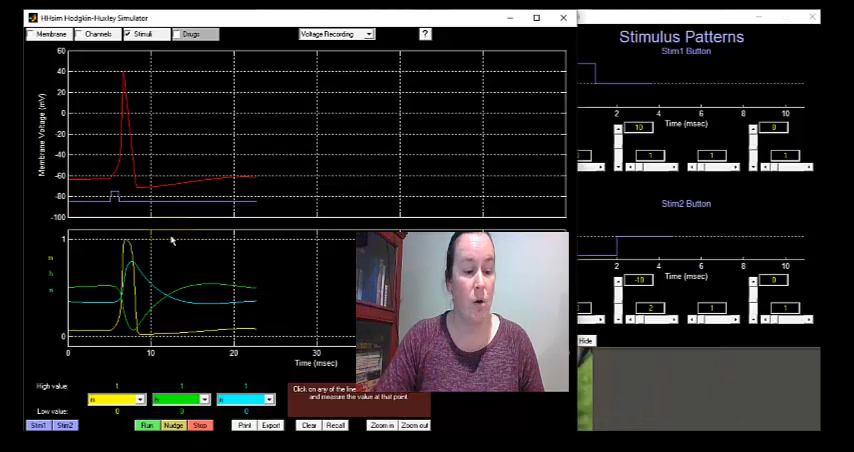 HHsim Hodgkin-Huxley Simulator
Membrane Channels Stimuli Drugs Voltage Recording ?
60
40
20
0
-20
-40
-60
-80
-100
Membrane Voltage (mV)
1
m
h
n
0
0 10 20 30
Time (msec)
High value: 1 1 1
m h n
Low value: 0 0
Stim1 Stim2 Run Nudge Stop Print Export Clear Recall Zoom in Zoom out
Click on any of the line
and measure the value at that point.
Stimulus Patterns
Stim1 Button
2 4 6 8 10
Time (msec)
10 0
1 1 1
Stim2 Button
2 4 6 8 10
Time (msec)
-10 0
2 1 1
Hide